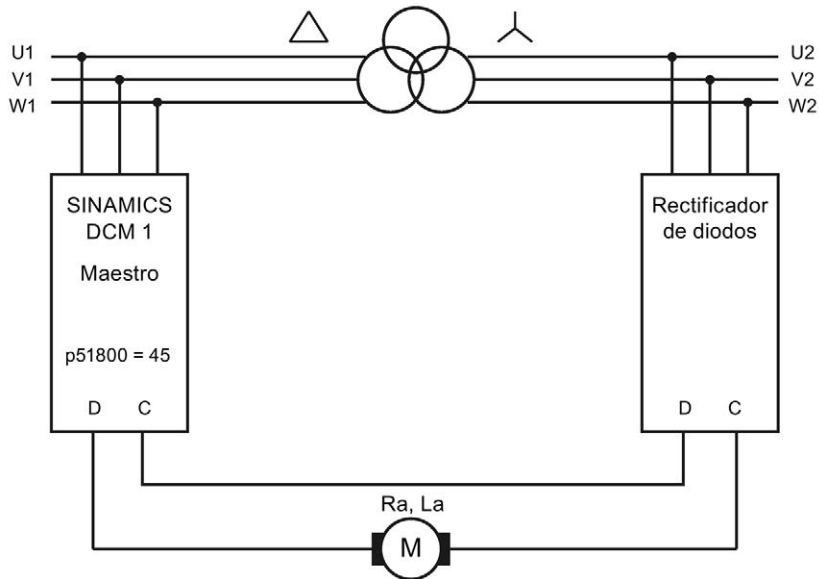 U1
V1
W1
U2
V2
W2
SINAMICS
DCM 1
Maestro
p51800 = 45
D C
Rectificador
de diodos
D C
Ra, La
M